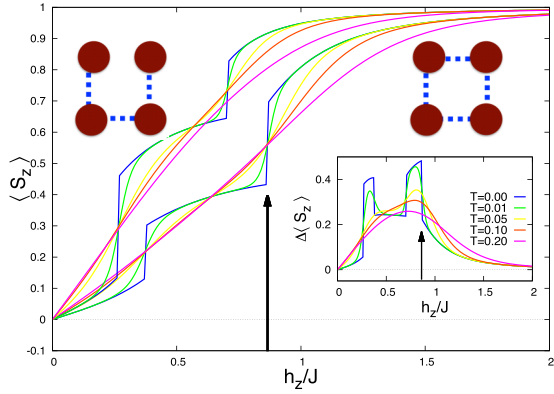 1
0.9
0.8
0.7
0.6
0.5
0.4
0.3
0.2
0.1
0
-0.1
⟨ S_z ⟩
0 0.5 1 1.5 2
h_z/J
0.4
0.2
0
Δ⟨ S_z ⟩
T=0.00
T=0.01
T=0.05
T=0.10
T=0.20
0 0.5 1 1.5 2
h_z/J